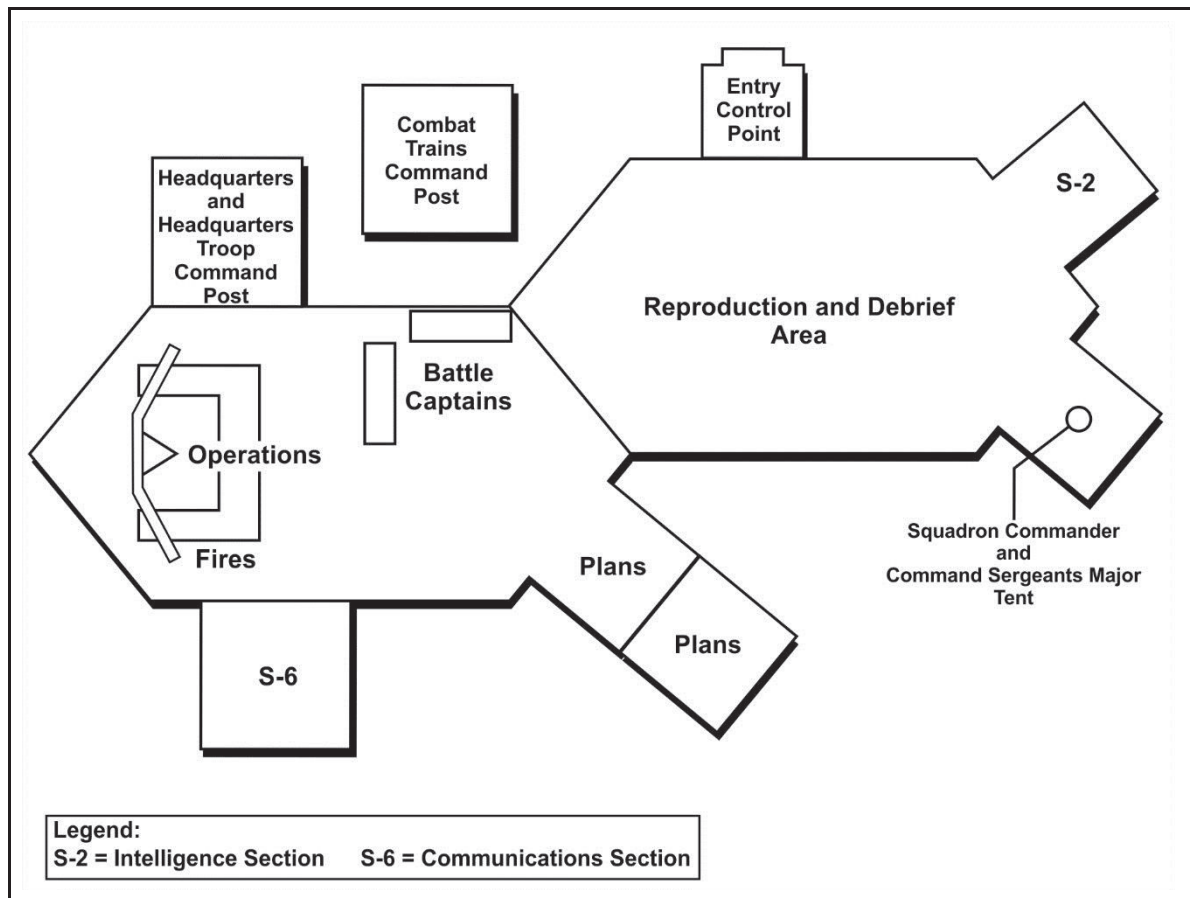 Entry
Control
Point
Combat
Trains
Command
Post
S-2
Headquarters
and
Headquarters
Troop
Command
Post
Reproduction and Debrief
Area
Battle
Captains
Operations
Fires
Squadron Commander
and
Command Sergeants Major
Tent
Plans
Plans
S-6
Legend:
S-2 = Intelligence Section S-6 = Communications Section